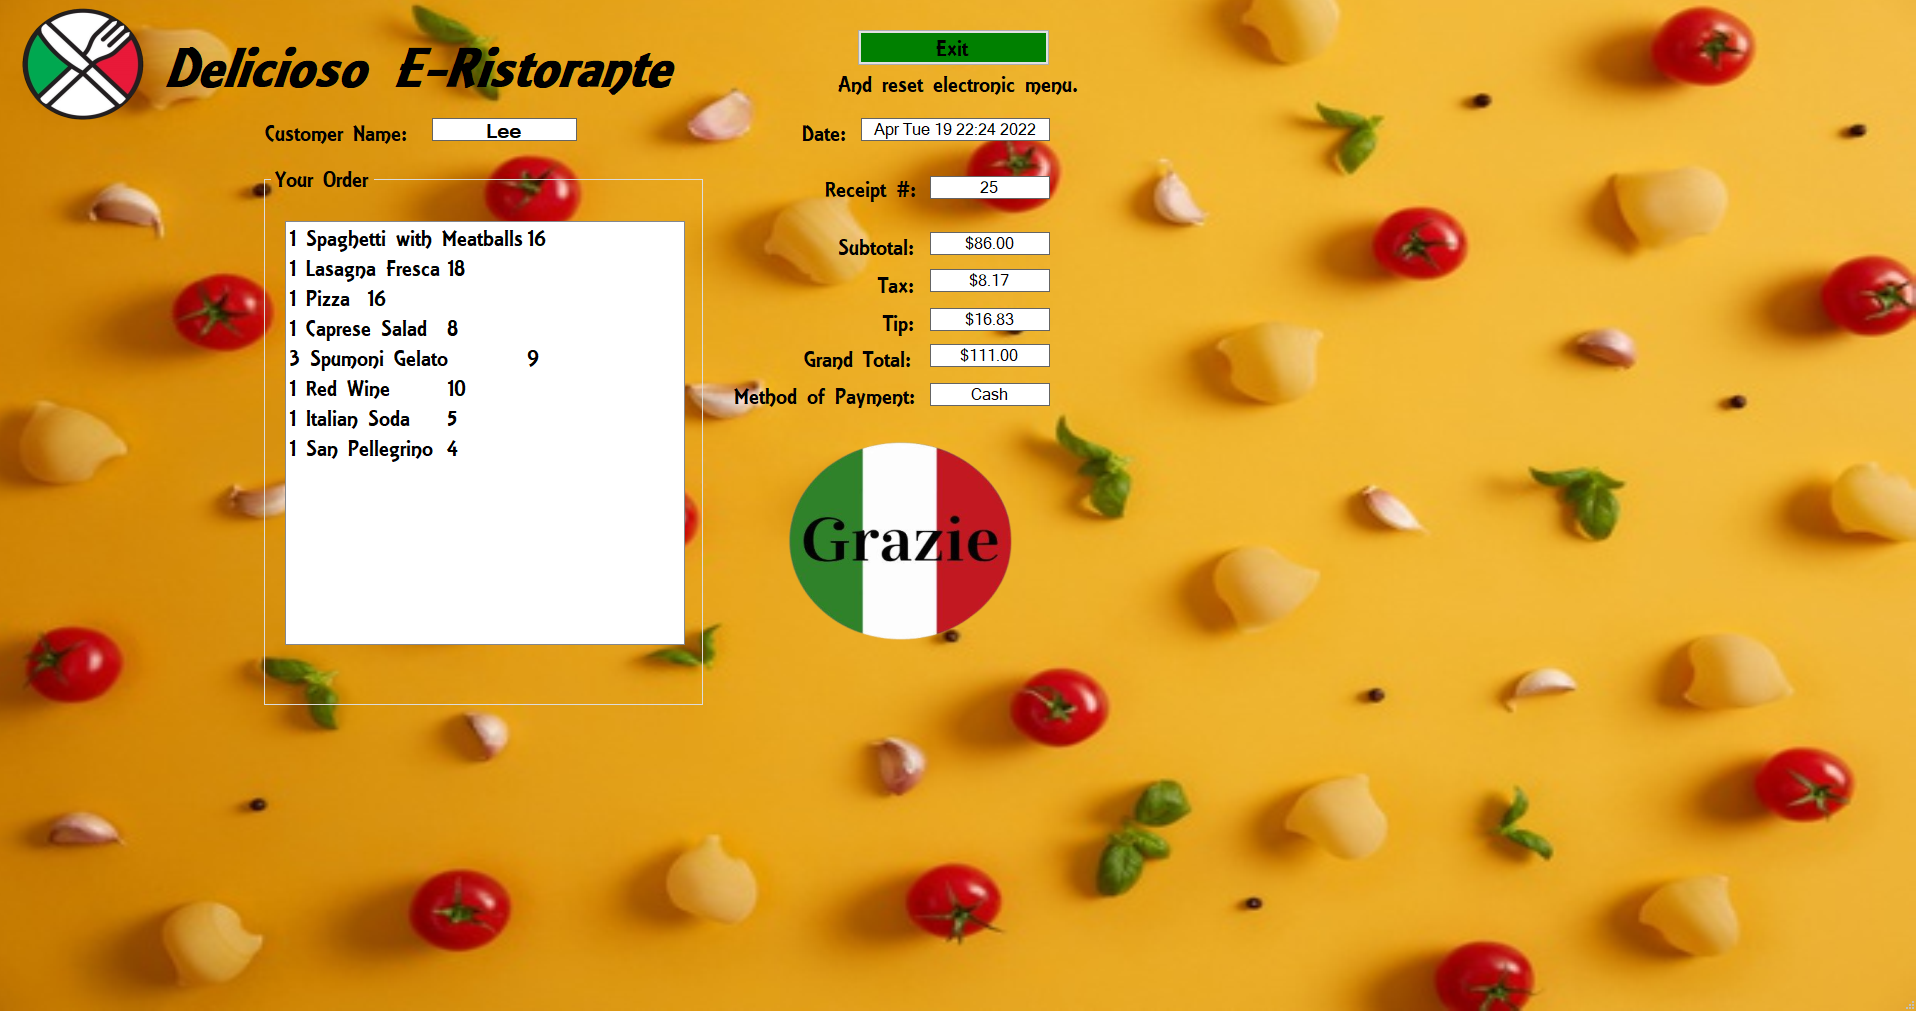 Delicioso E-Ristorante
Exit
And reset electronic menu.
Customer Name: Lee
Date: Apr Tue 19 22:24 2022
Your Order
Receipt #: 25
1 Spaghetti with Meatballs 16
1 Lasagna Fresca 18
1 Pizza 16
1 Caprese Salad 8
3 Spumoni Gelato 9
1 Red Wine 10
1 Italian Soda 5
1 San Pellegrino 4
Subtotal: $86.00
Tax: $8.17
Tip: $16.83
Grand Total: $111.00
Method of Payment: Cash
Grazie